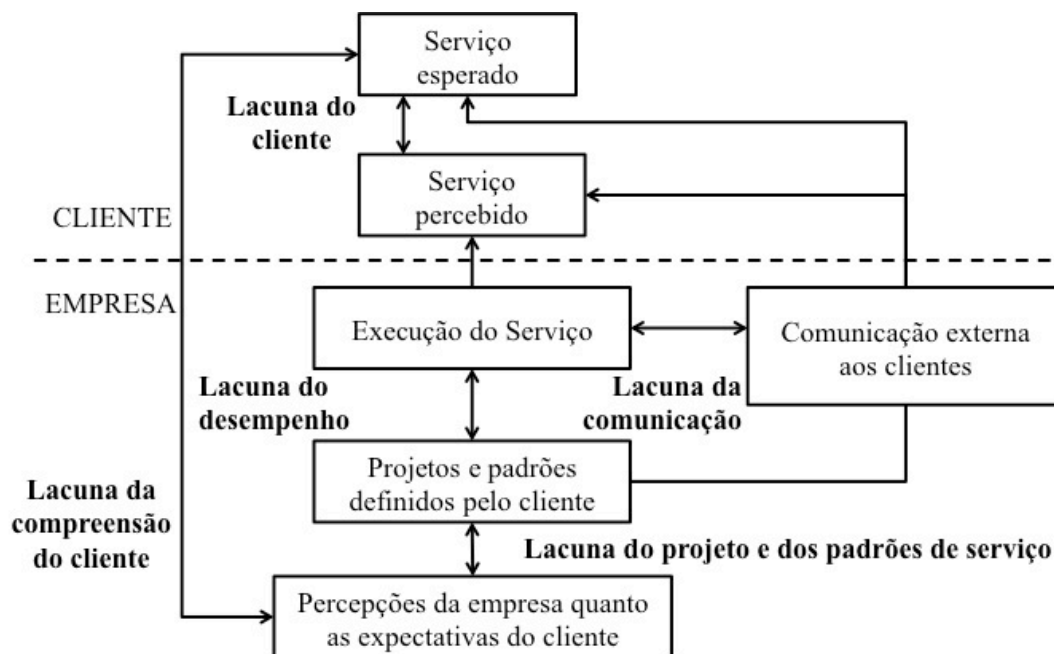 Serviço
esperado
Lacuna do
cliente
Serviço
percebido
CLIENTE
EMPRESA
Execução do Serviço
Comunicação externa
aos clientes
Lacuna do
desempenho
Lacuna da
comunicação
Projetos e padrões
definidos pelo cliente
Lacuna da
compreensão
do cliente
Lacuna do projeto e dos padrões de serviço
Percepções da empresa quanto
as expectativas do cliente